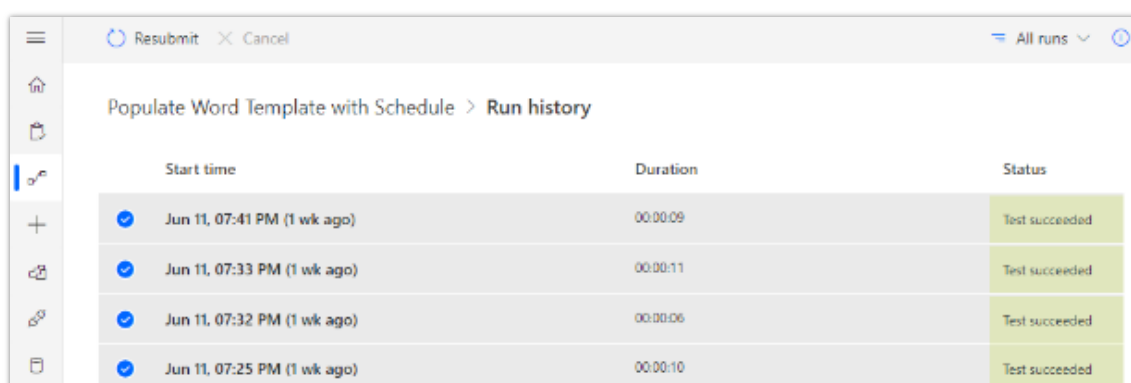 Resubmit Cancel All runs
Populate Word Template with Schedule > Run history
Start time Duration Status
Jun 11, 07:41 PM (1 wk ago) 00:00:09 Test succeeded
Jun 11, 07:33 PM (1 wk ago) 00:00:11 Test succeeded
Jun 11, 07:32 PM (1 wk ago) 00:00:06 Test succeeded
Jun 11, 07:25 PM (1 wk ago) 00:00:10 Test succeeded